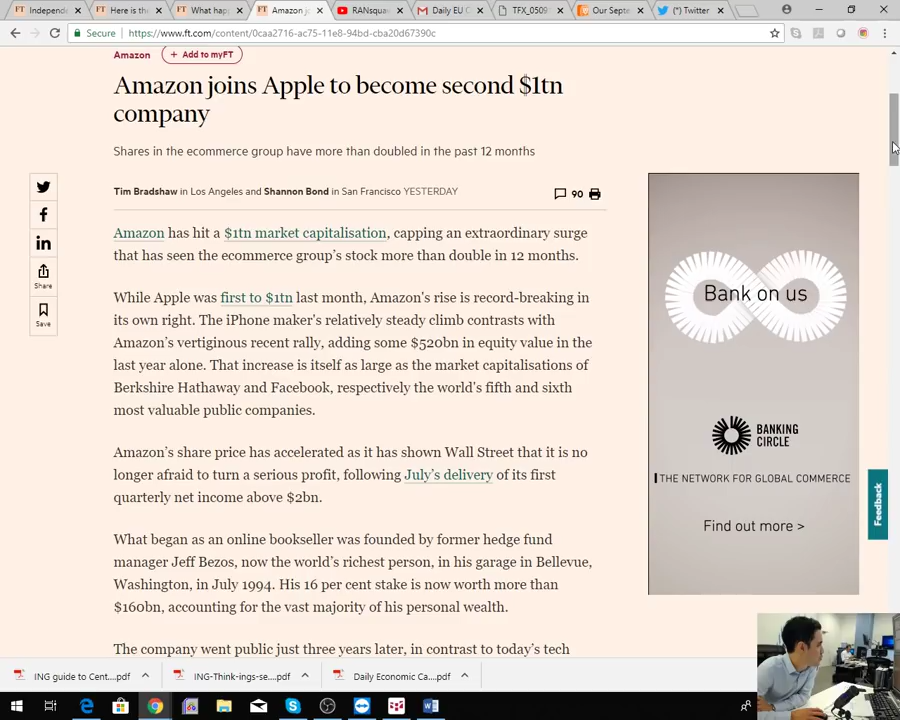 Independ
Here is the
What hap
Amazon jo
RANsqua
Daily EU C
TFX_0509
Our Septe
(*) Twitter
Secure
https://www.ft.com/content/0caa2716-ac75-11e8-94bd-cba20d67390c
Amazon
+ Add to myFT
Amazon joins Apple to become second $1tn
company
Shares in the ecommerce group have more than doubled in the past 12 months
Tim Bradshaw in Los Angeles and Shannon Bond in San Francisco YESTERDAY
90
Share
Save
Amazon has hit a $1tn market capitalisation, capping an extraordinary surge
that has seen the ecommerce group's stock more than double in 12 months.
While Apple was first to $1tn last month, Amazon's rise is record-breaking in
its own right. The iPhone maker's relatively steady climb contrasts with
Amazon's vertiginous recent rally, adding some $520bn in equity value in the
last year alone. That increase is itself as large as the market capitalisations of
Berkshire Hathaway and Facebook, respectively the world's fifth and sixth
most valuable public companies.
Amazon's share price has accelerated as it has shown Wall Street that it is no
longer afraid to turn a serious profit, following July's delivery of its first
quarterly net income above $2bn.
What began as an online bookseller was founded by former hedge fund
manager Jeff Bezos, now the world's richest person, in his garage in Bellevue,
Washington, in July 1994. His 16 per cent stake is now worth more than
$160bn, accounting for the vast majority of his personal wealth.
The company went public just three years later, in contrast to today's tech
Bank on us
BANKING
CIRCLE
THE NETWORK FOR GLOBAL COMMERCE
Find out more >
Feedback
ING guide to Cent....pdf
ING-Think-ings-se....pdf
Daily Economic Ca....pdf